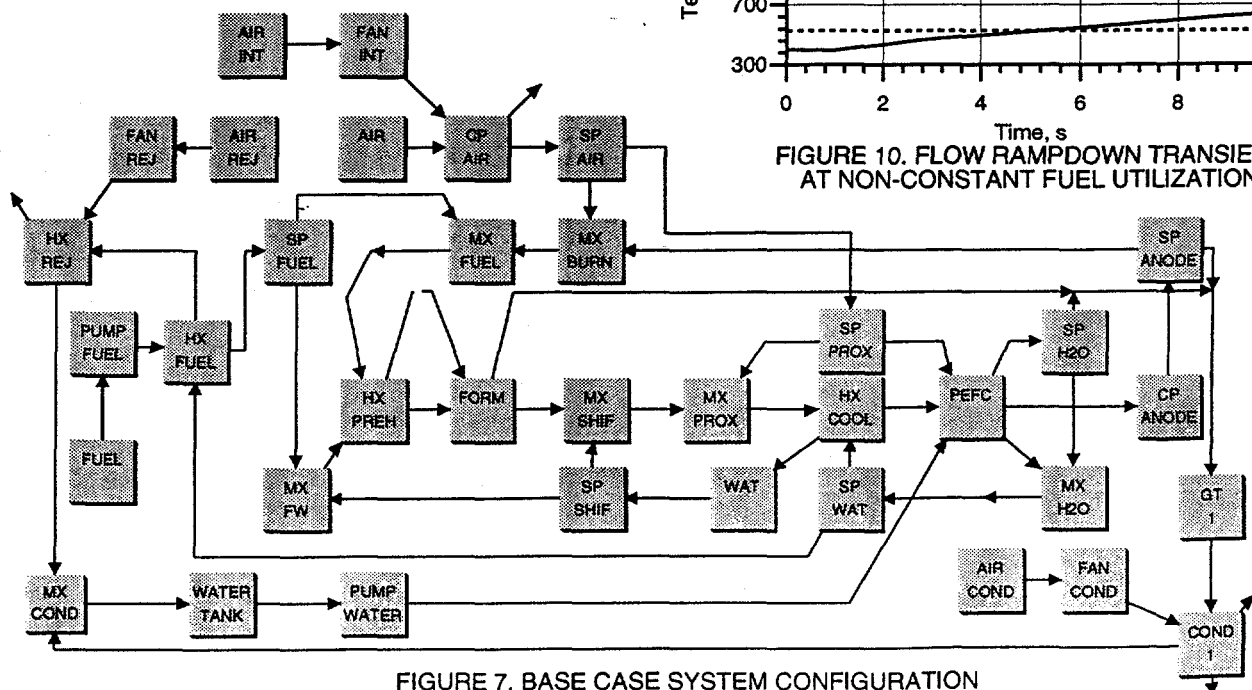 Te
700
300
0
2
4
6
8
Time, s
FIGURE 10. FLOW RAMPDOWN TRANSIE
AT NON-CONSTANT FUEL UTILIZATION
AIR
INT
FAN
INT
FAN
REJ
AIR
REJ
AIR
CP
AIR
SP
AIR
HX
REJ
SP
FUEL
MX
FUEL
MX
BURN
SP
ANODE
PUMP
FUEL
HX
FUEL
SP
PROX
SP
H2O
HX
PREH
FORM
MX
SHIF
MX
PROX
HX
COOL
PEFC
CP
ANODE
FUEL
MX
FW
SP
SHIF
WAT
SP
WAT
MX
H2O
GT
1
MX
COND
WATER
TANK
PUMP
WATER
AIR
COND
FAN
COND
COND
1
FIGURE 7. BASE CASE SYSTEM CONFIGURATION